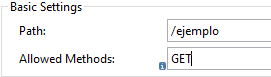 Basic Settings
Path: /ejemplo
Allowed Methods: GET